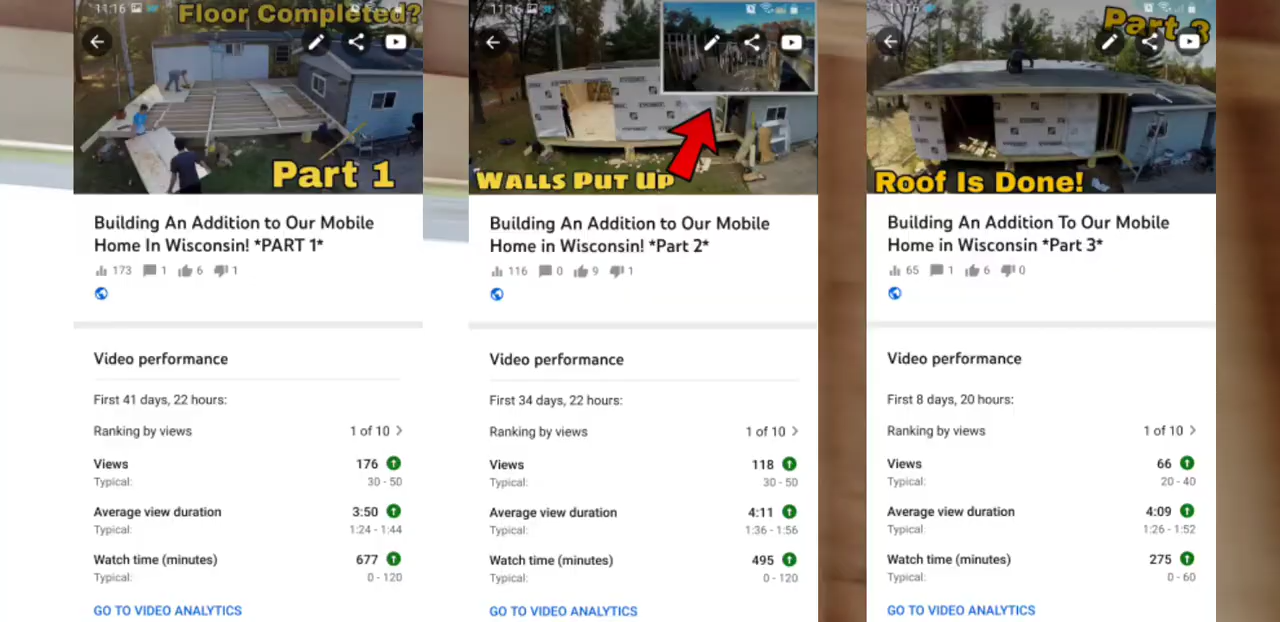 11:16
Floor Completed?
Part 1
Building An Addition to Our Mobile
Home In Wisconsin! *PART 1*
173 1 6 1
Video performance
First 41 days, 22 hours:
Ranking by views 1 of 10
Views 176
Typical: 30 - 50
Average view duration 3:50
Typical: 1:24 - 1:44
Watch time (minutes) 677
Typical: 0 - 120
GO TO VIDEO ANALYTICS
11:16
Walls Put Up
Building An Addition to Our Mobile
Home in Wisconsin! *Part 2*
116 0 9 1
Video performance
First 34 days, 22 hours:
Ranking by views 1 of 10
Views 118
Typical: 30 - 50
Average view duration 4:11
Typical: 1:36 - 1:56
Watch time (minutes) 495
Typical: 0 - 120
GO TO VIDEO ANALYTICS
11:16
Part 3
Roof Is Done!
Building An Addition To Our Mobile
Home in Wisconsin *Part 3*
65 1 6 0
Video performance
First 8 days, 20 hours:
Ranking by views 1 of 10
Views 66
Typical: 20 - 40
Average view duration 4:09
Typical: 1:26 - 1:52
Watch time (minutes) 275
Typical: 0 - 60
GO TO VIDEO ANALYTICS